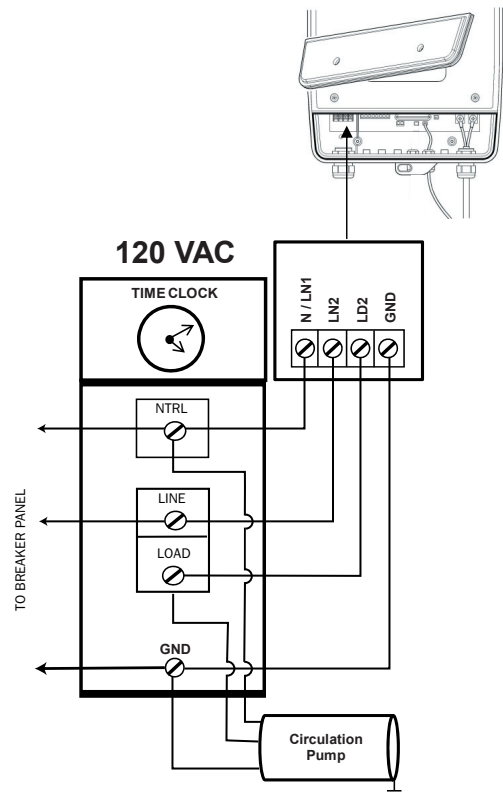 120 VAC
TIME CLOCK
N / LN1
LN2
LD2
GND
NTRL
LINE
LOAD
GND
TO BREAKER PANEL
Circulation
Pump